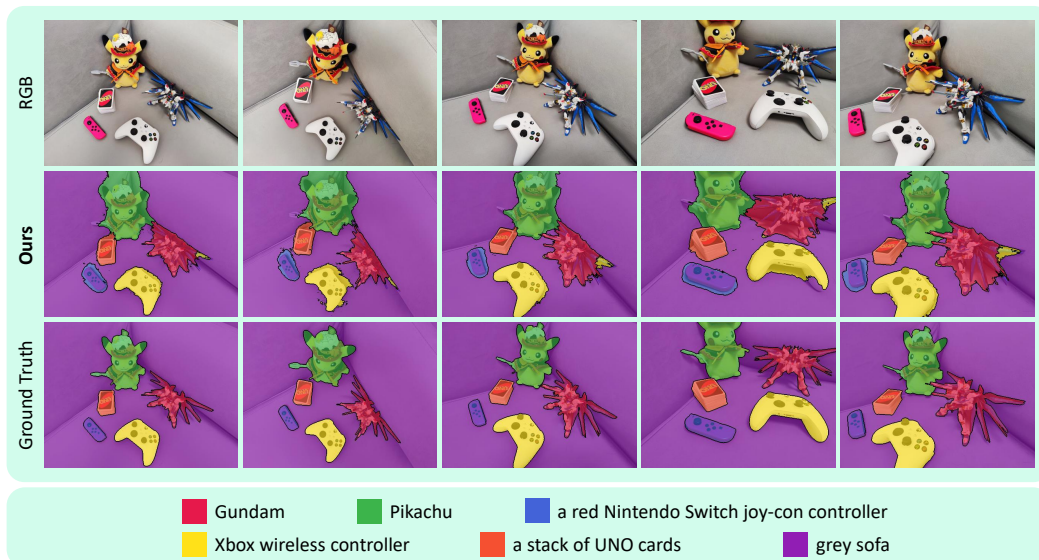 RGB
Ours
Ground Truth
Gundam
Pikachu
a red Nintendo Switch joy-con controller
Xbox wireless controller
a stack of UNO cards
grey sofa